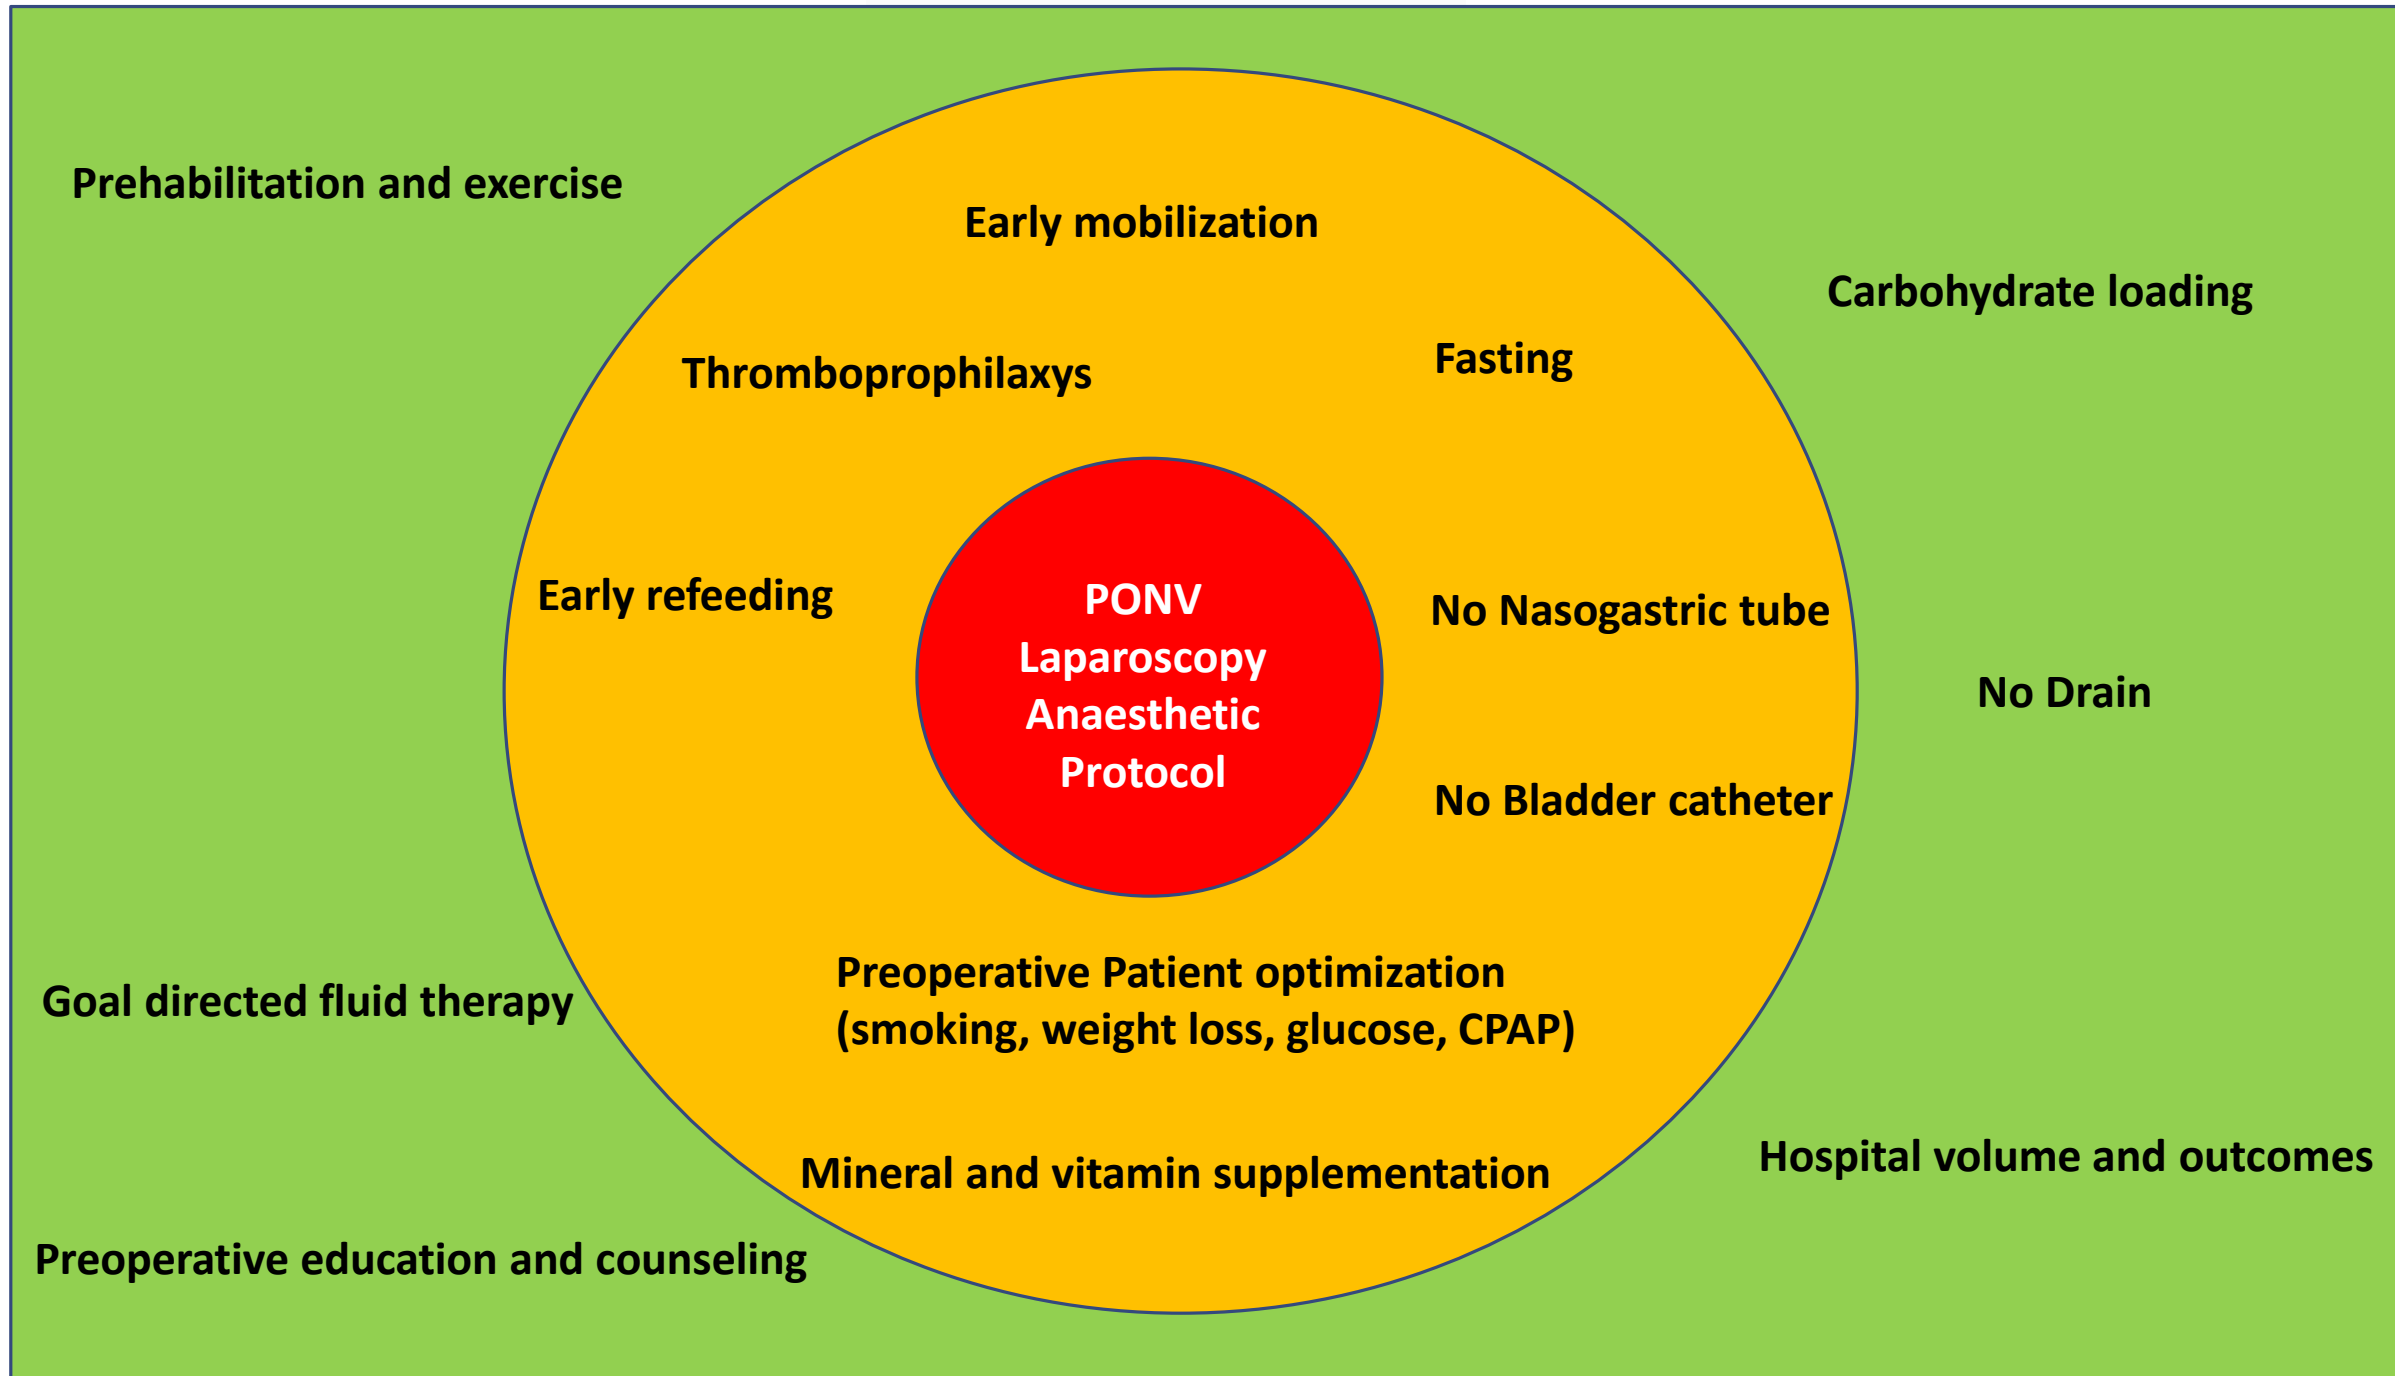 Prehabilitation and exercise
Early mobilization
Carbohydrate loading
Thromboprophilaxys
Fasting
Early refeeding
PONV
Laparoscopy
Anaesthetic
Protocol
No Nasogastric tube
No Drain
No Bladder catheter
Goal directed fluid therapy
Preoperative Patient optimization
(smoking, weight loss, glucose, CPAP)
Mineral and vitamin supplementation
Hospital volume and outcomes
Preoperative education and counseling